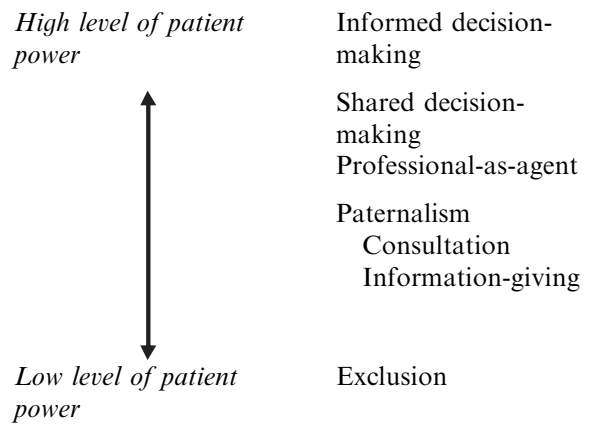 High level of patient
power
Informed decision-
making
Shared decision-
making
Professional-as-agent
Paternalism
Consultation
Information-giving
Low level of patient
power
Exclusion